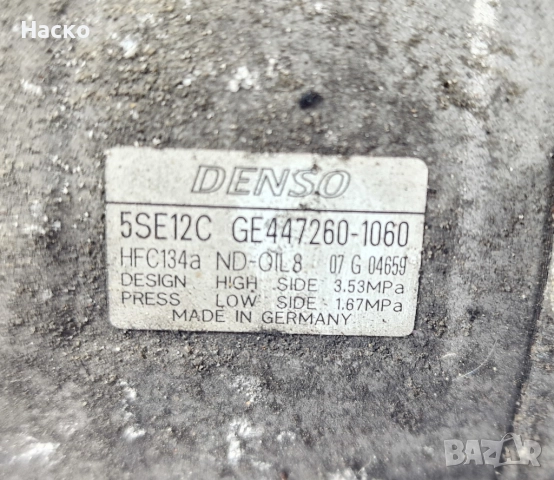 Hacko
DENSO
5SE12C GE447260-1060
HFC134a ND-OIL8 07 G 04659
DESIGN HIGH SIDE 3.53MPa
PRESS LOW SIDE 1.67MPa
MADE IN GERMANY
BAZAR